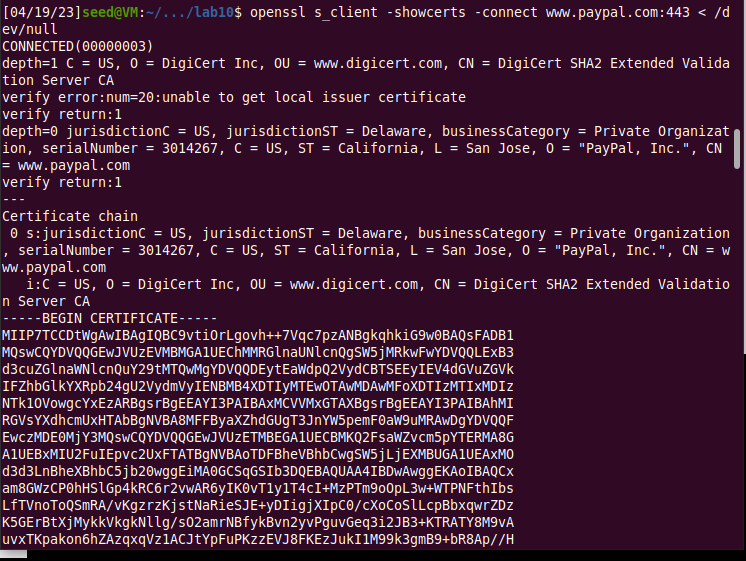 [04/19/23]seed@VM:~/.../lab10$ openssl s_client -showcerts -connect www.paypal.com:443 < /d
ev/null
CONNECTED(00000003)
depth=1 C = US, O = DigiCert Inc, OU = www.digicert.com, CN = DigiCert SHA2 Extended Valida
tion Server CA
verify error:num=20:unable to get local issuer certificate
verify return:1
depth=0 jurisdictionC = US, jurisdictionST = Delaware, businessCategory = Private Organizat
ion, serialNumber = 3014267, C = US, ST = California, L = San Jose, O = "PayPal, Inc.", CN
= www.paypal.com
verify return:1
---
Certificate chain
 0 s:jurisdictionC = US, jurisdictionST = Delaware, businessCategory = Private Organization
, serialNumber = 3014267, C = US, ST = California, L = San Jose, O = "PayPal, Inc.", CN = w
ww.paypal.com
   i:C = US, O = DigiCert Inc, OU = www.digicert.com, CN = DigiCert SHA2 Extended Validatio
n Server CA
-----BEGIN CERTIFICATE-----
MIIP7TCCDtWgAwIBAgIQBC9vtiOrLgovh++7Vqc7pzANBgkqhkiG9w0BAQsFADB1
MQswCQYDVQQGEwJVUzEVMBMGA1UEChMMRGlnaUNlcnQgSW5jMRkwFwYDVQQLExB3
d3cuZGlnaWNlcnQuY29tMTQwMgYDVQQDEytEaWdpQ2VydCBTSEEyIEV4dGVuZGVk
IFZhbGlkYXRpb24gU2VydmVyIENBMB4XDTIyMTEwOTAwMDAwMFoXDTIzMTIxMDIz
NTk1OVowgcYxEzARBgsrBgEEAYI3PAIBAxMCVVMxGTAXBgsrBgEEAYI3PAIBAhMI
RGVsYXdhcmUxHTAbBgNVBA8MFFByaXZhdGUgT3JnYW5pemF0aW9uMRAwDgYDVQQF
EwczMDE0MjY3MQswCQYDVQQGEwJVUzETMBEGA1UECBMKQ2FsaWZvcm5pYTERMA8G
A1UEBxMIU2FuIEpvc2UxFTATBgNVBAoTDFBheVBhbCwgSW5jLjEXMBUGA1UEAxMO
d3d3LnBheXBhbC5jb20wggEiMA0GCSqGSIb3DQEBAQUAA4IBDwAwggEKAoIBAQCx
am8GWzCP0hHSlGp4kRC6r2vwAR6yIK0vT1y1T4cI+MzPTm9oOpL3w+WTPNFthIbs
LfTVnoToQSmRA/vKgzrzKjstNaRieSJE+yDIigjXIpC0/cXoCoSlLcpBbxqwrZDz
K5GErBtXjMykkVkgkNllg/sO2amrNBfykBvn2yvPguvGeq3i2JB3+KTRATY8M9vA
uvxTKpakon6hZAzqxqVz1ACJtYpFuPKzzEVJ8FKEzJukI1M99k3gmB9+bR8Ap//H